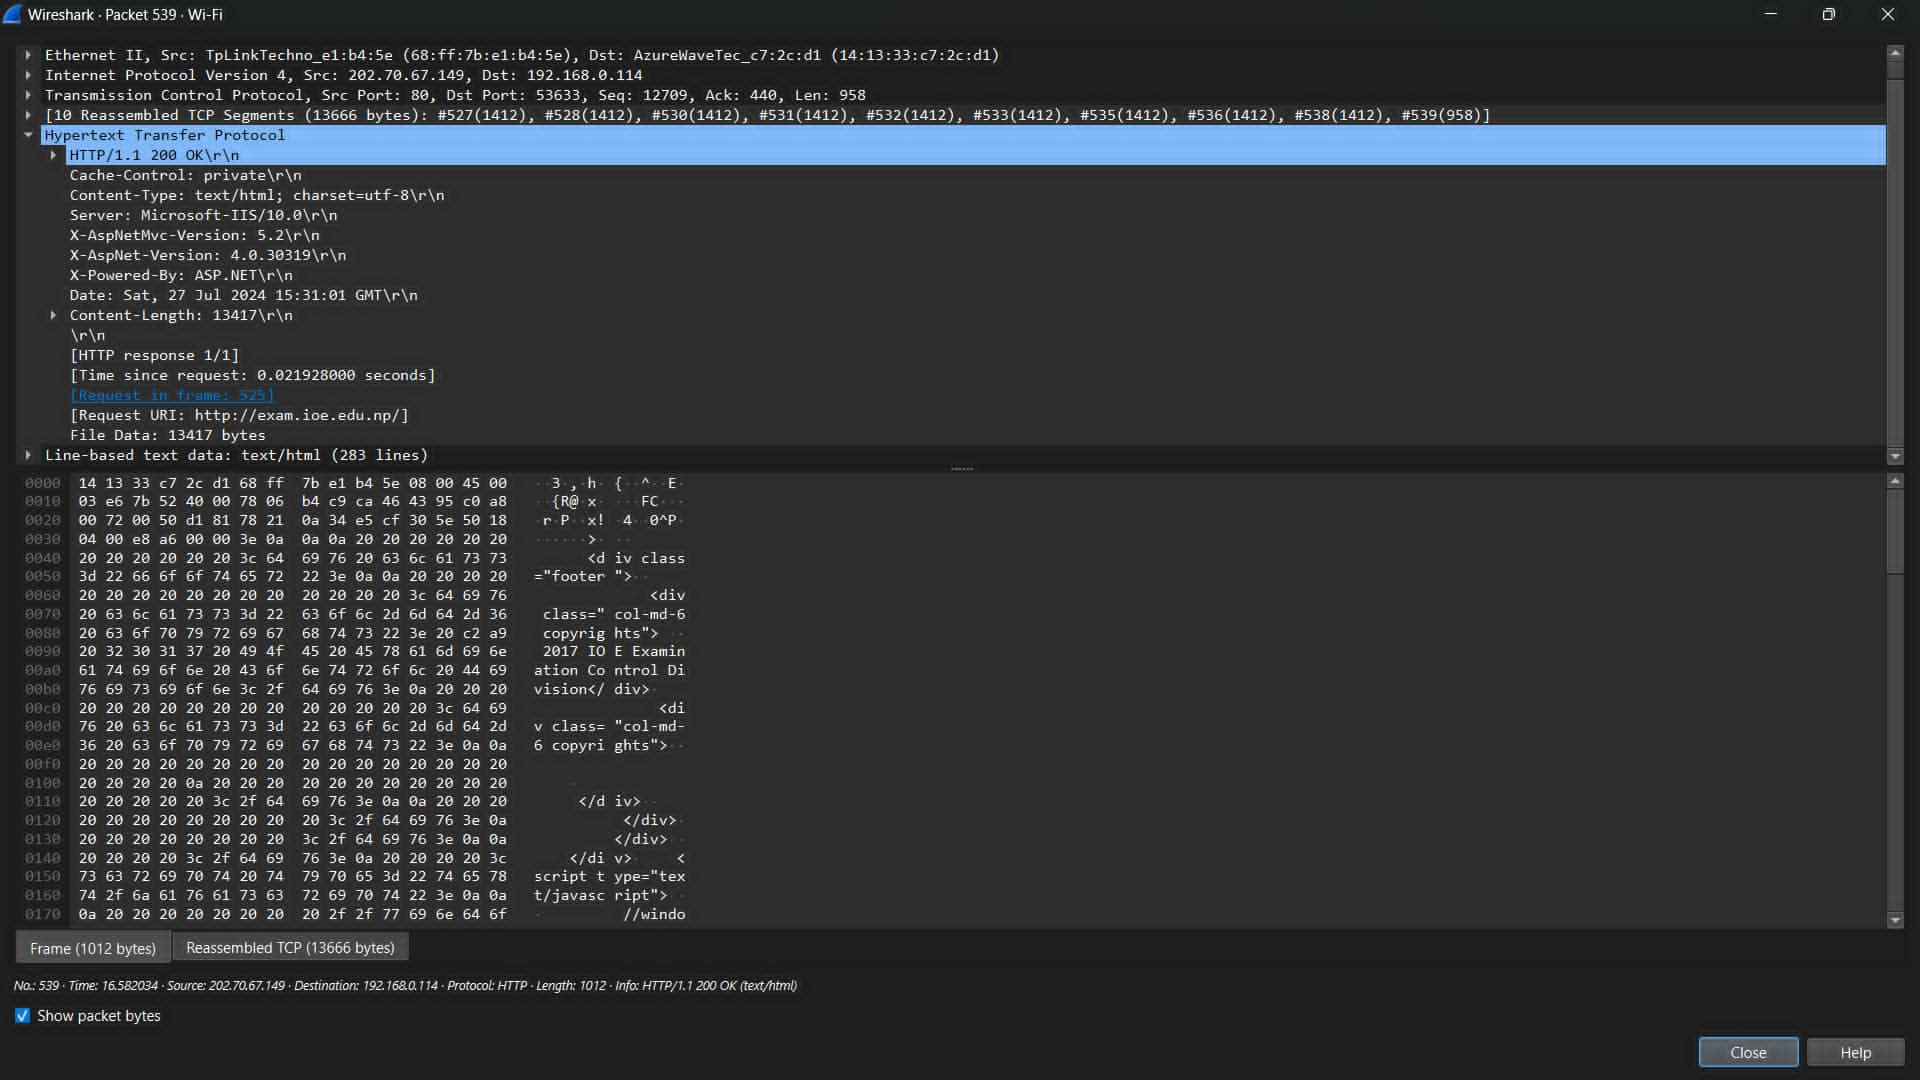 Wireshark · Packet 539 · Wi-Fi
Ethernet II, Src: TpLinkTechno_e1:b4:5e (68:ff:7b:e1:b4:5e), Dst: AzureWaveTec_c7:2c:d1 (14:13:33:c7:2c:d1)
Internet Protocol Version 4, Src: 202.70.67.149, Dst: 192.168.0.114
Transmission Control Protocol, Src Port: 80, Dst Port: 53633, Seq: 12709, Ack: 440, Len: 958
[10 Reassembled TCP Segments (13666 bytes): #527(1412), #528(1412), #530(1412), #531(1412), #532(1412), #533(1412), #535(1412), #536(1412), #538(1412), #539(958)]
Hypertext Transfer Protocol
HTTP/1.1 200 OK\r\n
Cache-Control: private\r\n
Content-Type: text/html; charset=utf-8\r\n
Server: Microsoft-IIS/10.0\r\n
X-AspNetMvc-Version: 5.2\r\n
X-AspNet-Version: 4.0.30319\r\n
X-Powered-By: ASP.NET\r\n
Date: Sat, 27 Jul 2024 15:31:01 GMT\r\n
Content-Length: 13417\r\n
\r\n
[HTTP response 1/1]
[Time since request: 0.021928000 seconds]
[Request in frame: 525]
[Request URI: http://exam.ioe.edu.np/]
File Data: 13417 bytes
Line-based text data: text/html (283 lines)
0000 14 13 33 c7 2c d1 68 ff 7b e1 b4 5e 08 00 45 00 ··3·,·h· {··^··E·
0010 03 e6 7b 52 40 00 78 06 b4 c9 ca 46 43 95 c0 a8 ··{R@·x· ···FC···
0020 00 72 00 50 d1 81 78 21 0a 34 e5 cf 30 5e 50 18 ·r·P··x! ·4··0^P·
0030 04 00 e8 a6 00 00 3e 0a 0a 0a 20 20 20 20 20 20 ······>· ··
0040 20 20 20 20 20 20 3c 64 69 76 20 63 6c 61 73 73 <d iv class
0050 3d 22 66 6f 6f 74 65 72 22 3e 0a 0a 20 20 20 20 ="footer ">··
0060 20 20 20 20 20 20 20 20 20 20 20 20 3c 64 69 76 <div
0070 20 63 6c 61 73 73 3d 22 63 6f 6c 2d 6d 64 2d 36 class=" col-md-6
0080 20 63 6f 70 79 72 69 67 68 74 73 22 3e 20 c2 a9 copyrig hts"> ··
0090 20 32 30 31 37 20 49 4f 45 20 45 78 61 6d 69 6e 2017 IO E Examin
00a0 61 74 69 6f 6e 20 43 6f 6e 74 72 6f 6c 20 44 69 ation Co ntrol Di
00b0 76 69 73 69 6f 6e 3c 2f 64 69 76 3e 0a 20 20 20 vision</ div>·
00c0 20 20 20 20 20 20 20 20 20 20 20 20 20 3c 64 69 <di
00d0 76 20 63 6c 61 73 73 3d 22 63 6f 6c 2d 6d 64 2d v class= "col-md-
00e0 36 20 63 6f 70 79 72 69 67 68 74 73 22 3e 0a 0a 6 copyri ghts">··
00f0 20 20 20 20 20 20 20 20 20 20 20 20 20 20 20 20
0100 20 20 20 20 0a 20 20 20 20 20 20 20 20 20 20 20 ·
0110 20 20 20 20 20 3c 2f 64 69 76 3e 0a 0a 20 20 20 </d iv>··
0120 20 20 20 20 20 20 20 20 20 3c 2f 64 69 76 3e 0a </div>·
0130 20 20 20 20 20 20 20 20 3c 2f 64 69 76 3e 0a 0a </div>··
0140 20 20 20 20 3c 2f 64 69 76 3e 0a 20 20 20 20 3c </di v>· <
0150 73 63 72 69 70 74 20 74 79 70 65 3d 22 74 65 78 script t ype="tex
0160 74 2f 6a 61 76 61 73 63 72 69 70 74 22 3e 0a 0a t/javasc ript">··
0170 0a 20 20 20 20 20 20 20 20 2f 2f 77 69 6e 64 6f · //windo
Frame (1012 bytes) Reassembled TCP (13666 bytes)
No.: 539 · Time: 16.582034 · Source: 202.70.67.149 · Destination: 192.168.0.114 · Protocol: HTTP · Length: 1012 · Info: HTTP/1.1 200 OK (text/html)
Show packet bytes
Close Help